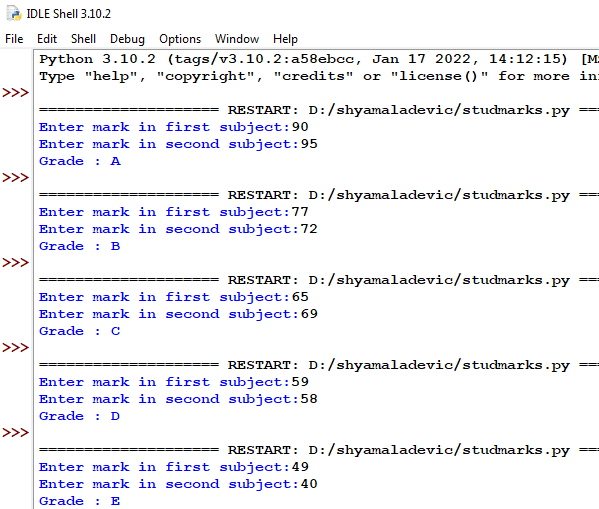 IDLE Shell 3.10.2
File Edit Shell Debug Options Window Help
Python 3.10.2 (tags/v3.10.2:a58ebcc, Jan 17 2022, 14:12:15) [M
Type "help", "copyright", "credits" or "license()" for more in
>>>
==================== RESTART: D:/shyamaladevic/studmarks.py ===
Enter mark in first subject:90
Enter mark in second subject:95
Grade : A
>>>
==================== RESTART: D:/shyamaladevic/studmarks.py ===
Enter mark in first subject:77
Enter mark in second subject:72
Grade : B
>>>
==================== RESTART: D:/shyamaladevic/studmarks.py ===
Enter mark in first subject:65
Enter mark in second subject:69
Grade : C
>>>
==================== RESTART: D:/shyamaladevic/studmarks.py ===
Enter mark in first subject:59
Enter mark in second subject:58
Grade : D
>>>
==================== RESTART: D:/shyamaladevic/studmarks.py ===
Enter mark in first subject:49
Enter mark in second subject:40
Grade : E